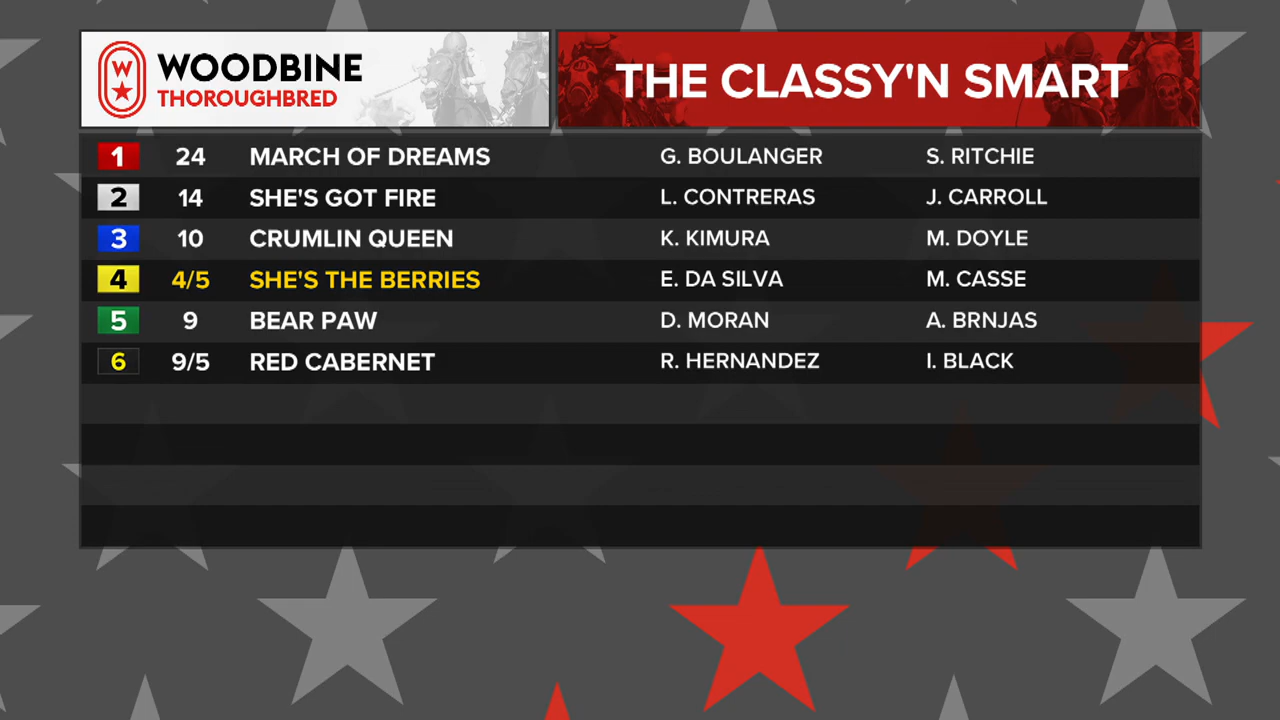 W
WOODBINE
THOROUGHBRED
THE CLASSY'N SMART
1 24 MARCH OF DREAMS G. BOULANGER S. RITCHIE
2 14 SHE'S GOT FIRE L. CONTRERAS J. CARROLL
3 10 CRUMLIN QUEEN K. KIMURA M. DOYLE
4 4/5 SHE'S THE BERRIES E. DA SILVA M. CASSE
5 9 BEAR PAW D. MORAN A. BRNJAS
6 9/5 RED CABERNET R. HERNANDEZ I. BLACK